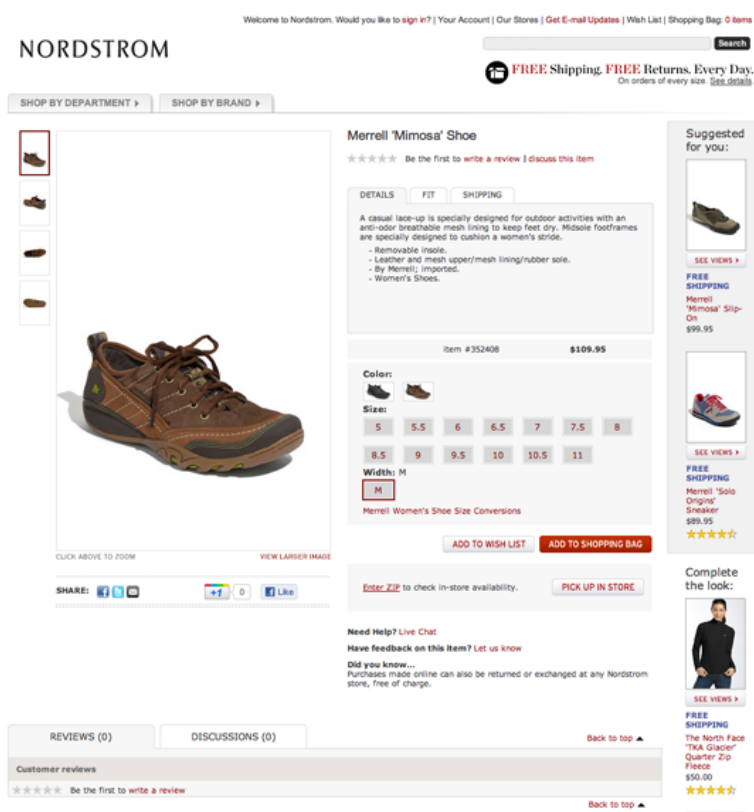 Welcome to Nordstrom. Would you like to sign in? | Your Account | Our Stores | Get E-mail Updates | Wish List | Shopping Bag: 0 items
NORDSTROM
Search
FREE Shipping. FREE Returns. Every Day.
On orders of every size. See details
SHOP BY DEPARTMENT
SHOP BY BRAND
Merrell 'Mimosa' Shoe
Be the first to write a review | discuss this item
DETAILS
FIT
SHIPPING
A casual lace-up is specially designed for outdoor activities with an
anti-odor breathable mesh lining to keep feet dry. Midsole footframes
are specially designed to cushion a women's stride.
- Removable insole.
- Leather and mesh upper/mesh lining/rubber sole.
- By Merrell; imported.
- Women's Shoes.
item #352408 $109.95
Color:
Size:
5 5.5 6 6.5 7 7.5 8
8.5 9 9.5 10 10.5 11
Width: M
M
Merrell Women's Shoe Size Conversions
ADD TO WISH LIST
ADD TO SHOPPING BAG
CLICK ABOVE TO ZOOM
VIEW LARGER IMAGE
SHARE:
+1
0
Like
Enter ZIP to check in-store availability.
PICK UP IN STORE
Need Help? Live Chat
Have feedback on this item? Let us know
Did you know...
Purchases made online can also be returned or exchanged at any Nordstrom
store, free of charge.
Suggested
for you:
SEE VIEWS
FREE
SHIPPING
Merrell
'Mimosa' Slip-
On
$99.95
SEE VIEWS
FREE
SHIPPING
Merrell 'Solo
Origins'
Sneaker
$89.95
Complete
the look:
SEE VIEWS
FREE
SHIPPING
The North Face
'TKA Glacier'
Quarter Zip
Fleece
$50.00
REVIEWS (0)
DISCUSSIONS (0)
Back to top
Customer reviews
Be the first to write a review
Back to top